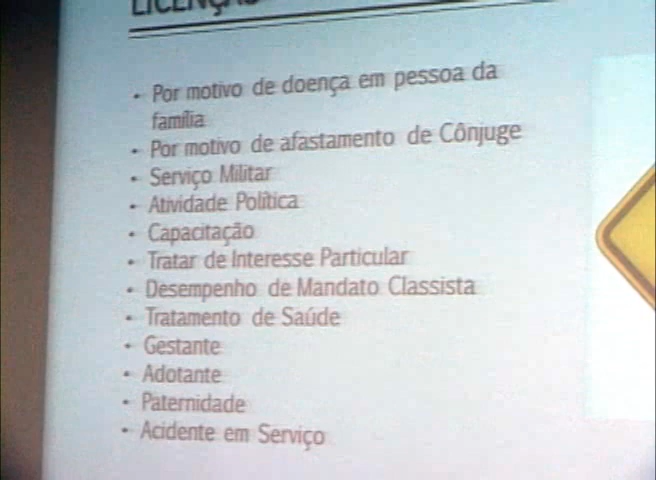 LICENÇAS
• Por motivo de doença em pessoa da
família
• Por motivo de afastamento de Cônjuge
• Serviço Militar
• Atividade Política
• Capacitação
• Tratar de Interesse Particular
• Desempenho de Mandato Classista
• Tratamento de Saúde
• Gestante
• Adotante
• Paternidade
• Acidente em Serviço